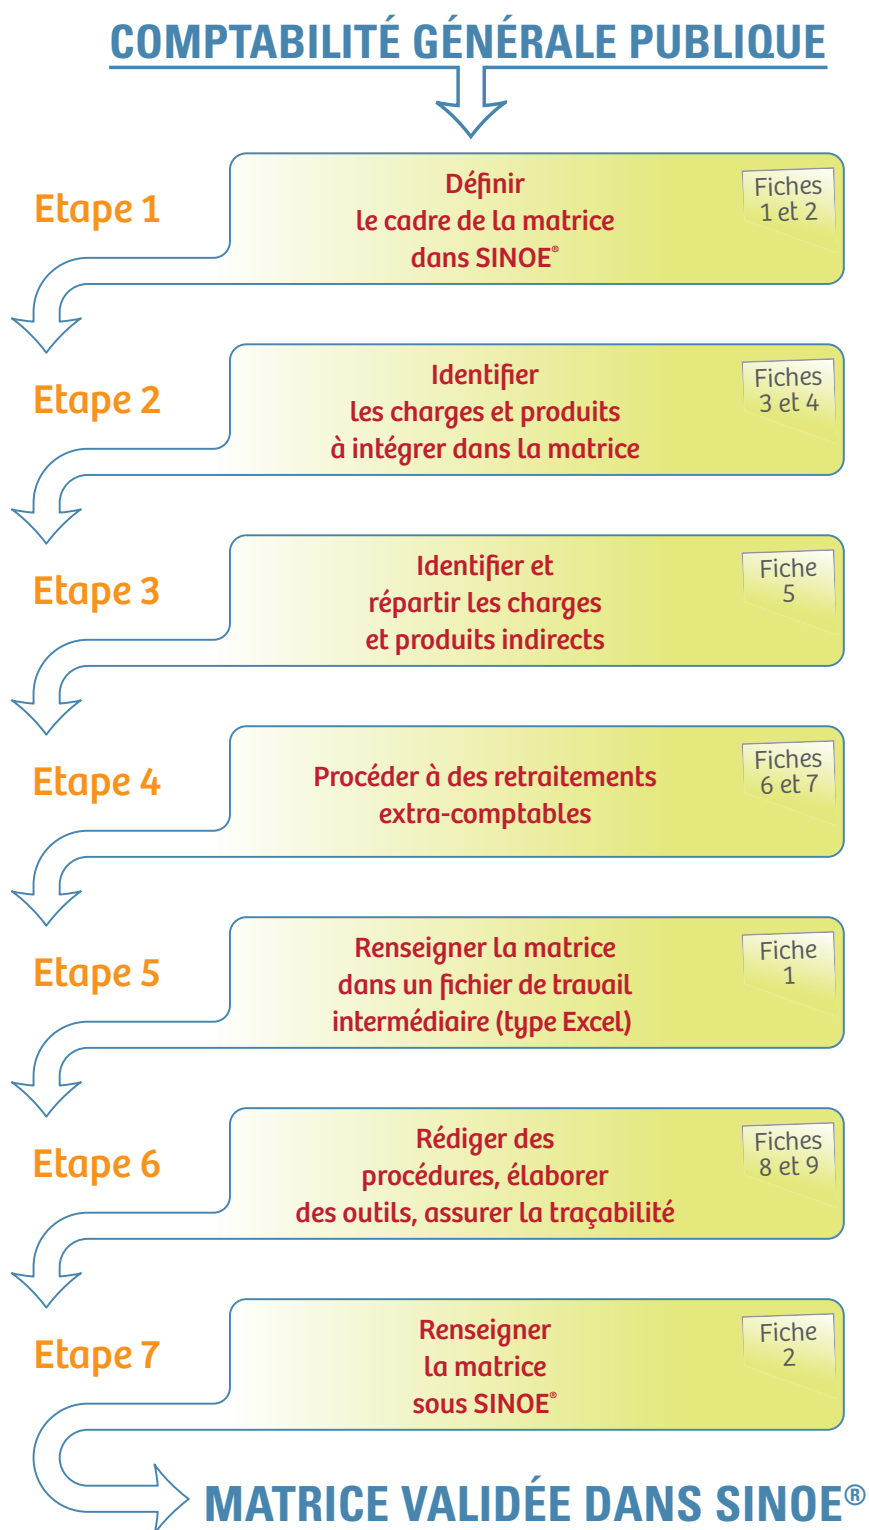 COMPTABILITÉ GÉNÉRALE PUBLIQUE
Etape 1
Définir
le cadre de la matrice
dans SINOE®
Fiches
1 et 2
Etape 2
Identifier
les charges et produits
à intégrer dans la matrice
Fiches
3 et 4
Etape 3
Identifier et
répartir les charges
et produits indirects
Fiche
5
Etape 4
Procéder à des retraitements
extra-comptables
Fiches
6 et 7
Etape 5
Renseigner la matrice
dans un fichier de travail
intermédiaire (type Excel)
Fiche
1
Etape 6
Rédiger des
procédures, élaborer
des outils, assurer la traçabilité
Fiches
8 et 9
Etape 7
Renseigner
la matrice
sous SINOE®
Fiche
2
MATRICE VALIDÉE DANS SINOE®